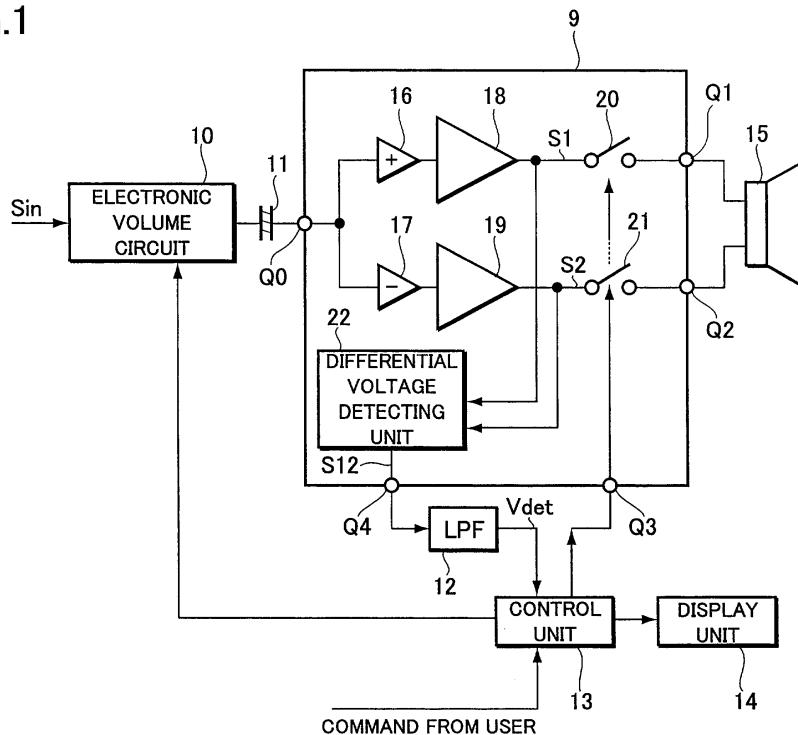 .1
9
16
18
20
Q1
10
11
S1
15
Sin
ELECTRONIC
VOLUME
CIRCUIT
+
Q0
17
19
21
S2
−
Q2
22
DIFFERENTIAL
VOLTAGE
DETECTING
UNIT
S12
Q4
Vdet
Q3
LPF
12
CONTROL
UNIT
DISPLAY
UNIT
13
14
COMMAND FROM USER